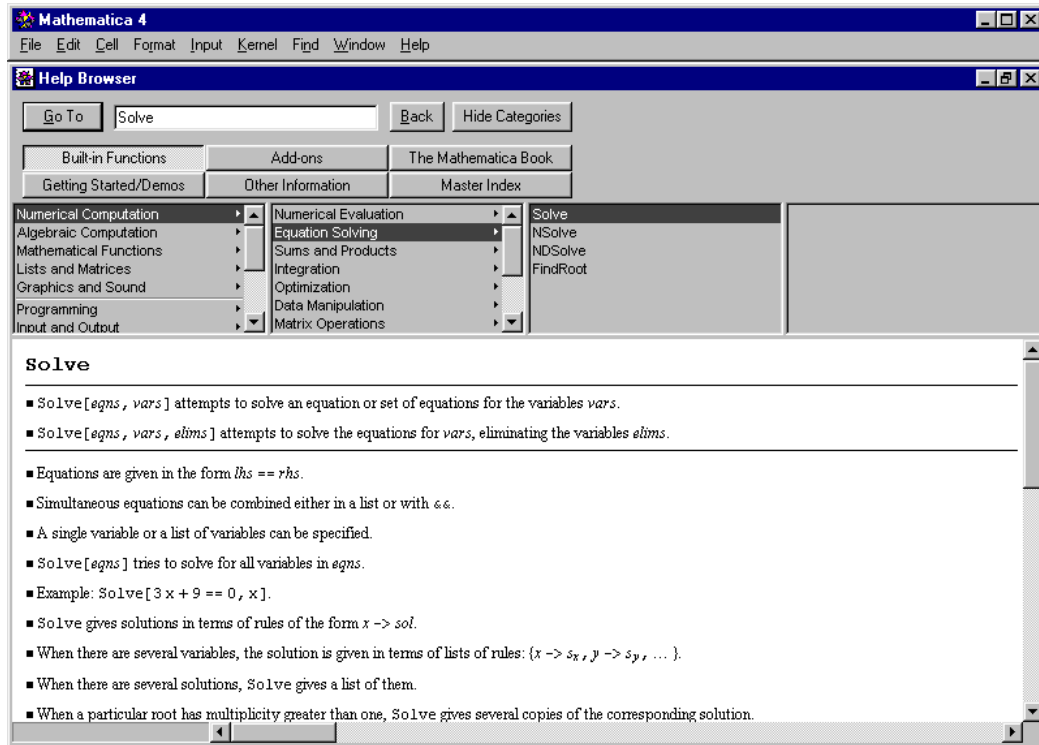 Mathematica 4
File Edit Cell Format Input Kernel Find Window Help
Help Browser
Go To Solve Back Hide Categories
Built-in Functions Add-ons The Mathematica Book
Getting Started/Demos Other Information Master Index
Numerical Computation Numerical Evaluation Solve
Algebraic Computation Equation Solving NSolve
Mathematical Functions Sums and Products NDSolve
Lists and Matrices Integration FindRoot
Graphics and Sound Optimization
Programming Data Manipulation
Input and Output Matrix Operations
Solve
■ Solve[eqns, vars] attempts to solve an equation or set of equations for the variables vars.
■ Solve[eqns, vars, elims] attempts to solve the equations for vars, eliminating the variables elims.
■ Equations are given in the form lhs == rhs.
■ Simultaneous equations can be combined either in a list or with &&.
■ A single variable or a list of variables can be specified.
■ Solve[eqns] tries to solve for all variables in eqns.
■ Example: Solve[3 x + 9 == 0, x].
■ Solve gives solutions in terms of rules of the form x -> sol.
■ When there are several variables, the solution is given in terms of lists of rules: {x -> sx, y -> sy, ... }.
■ When there are several solutions, Solve gives a list of them.
■ When a particular root has multiplicity greater than one, Solve gives several copies of the corresponding solution.